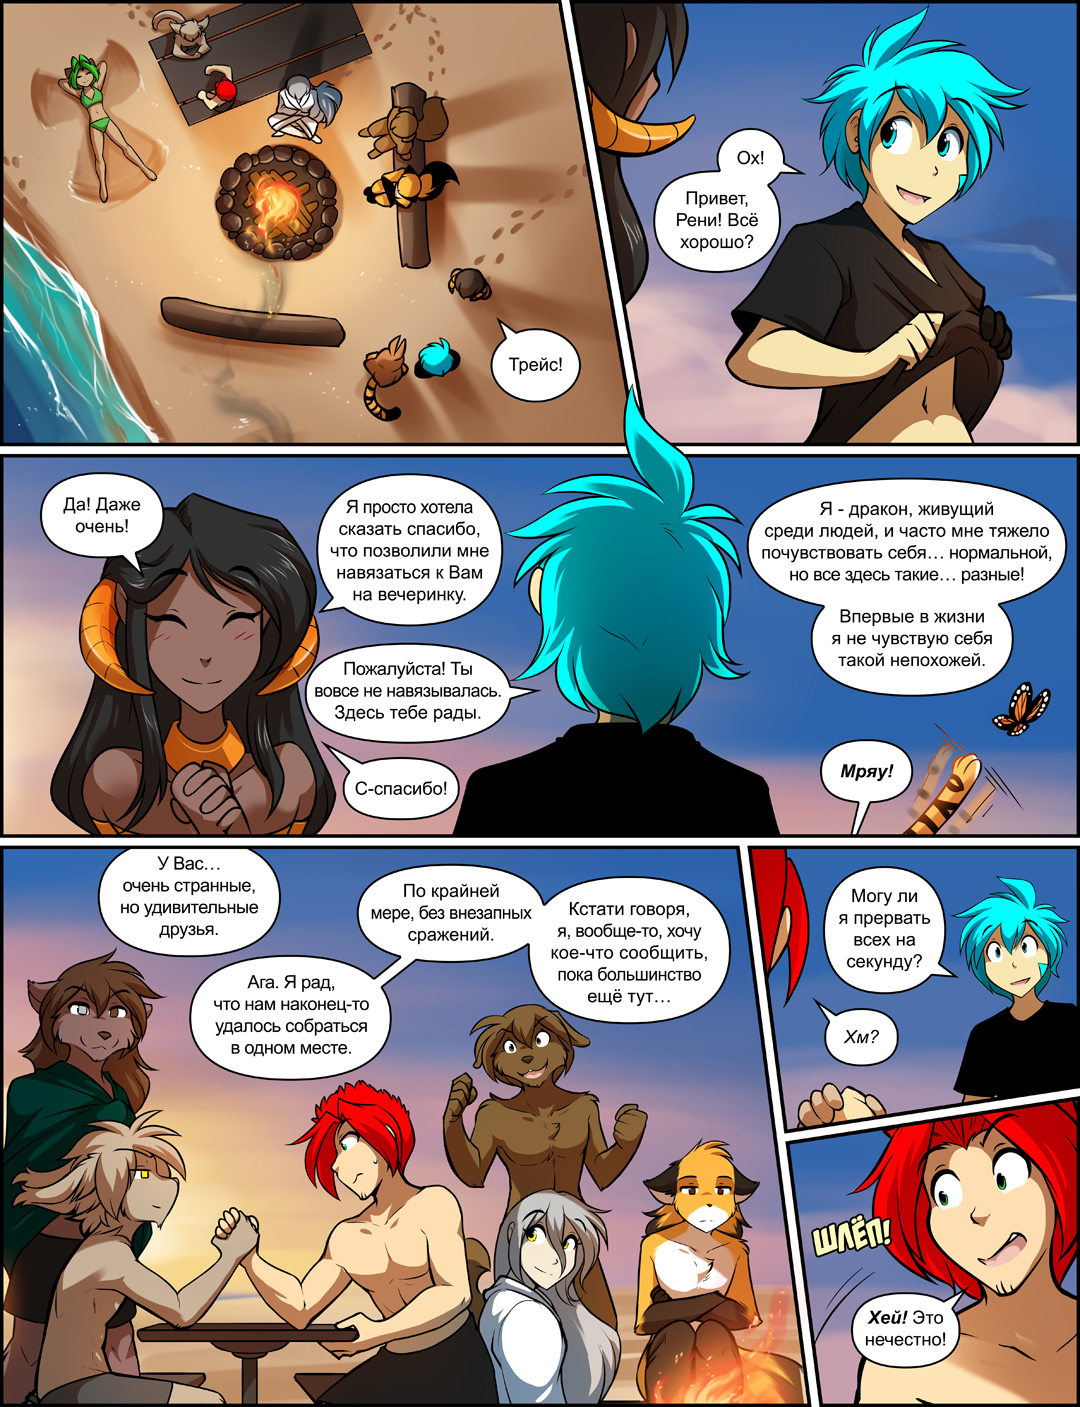 Трейс!
Ох!
Привет,
Рени! Всё
хорошо?
Да! Даже
очень!
Я просто хотела
сказать спасибо,
что позволили мне
навязаться к Вам
на вечеринку.
Пожалуйста! Ты
вовсе не навязывалась.
Здесь тебе рады.
С-спасибо!
Я - дракон, живущий
среди людей, и часто мне тяжело
почувствовать себя... нормальной,
но все здесь такие... разные!
Впервые в жизни
я не чувствую себя
такой непохожей.
Мряу!
У Вас...
очень странные,
но удивительные
друзья.
Ага. Я рад,
что нам наконец-то
удалось собраться
в одном месте.
По крайней
мере, без внезапных
сражений.
Кстати говоря,
я, вообще-то, хочу
кое-что сообщить,
пока большинство
ещё тут...
Могу ли
я прервать
всех на
секунду?
Хм?
ШЛЁП!
Хей! Это
нечестно!